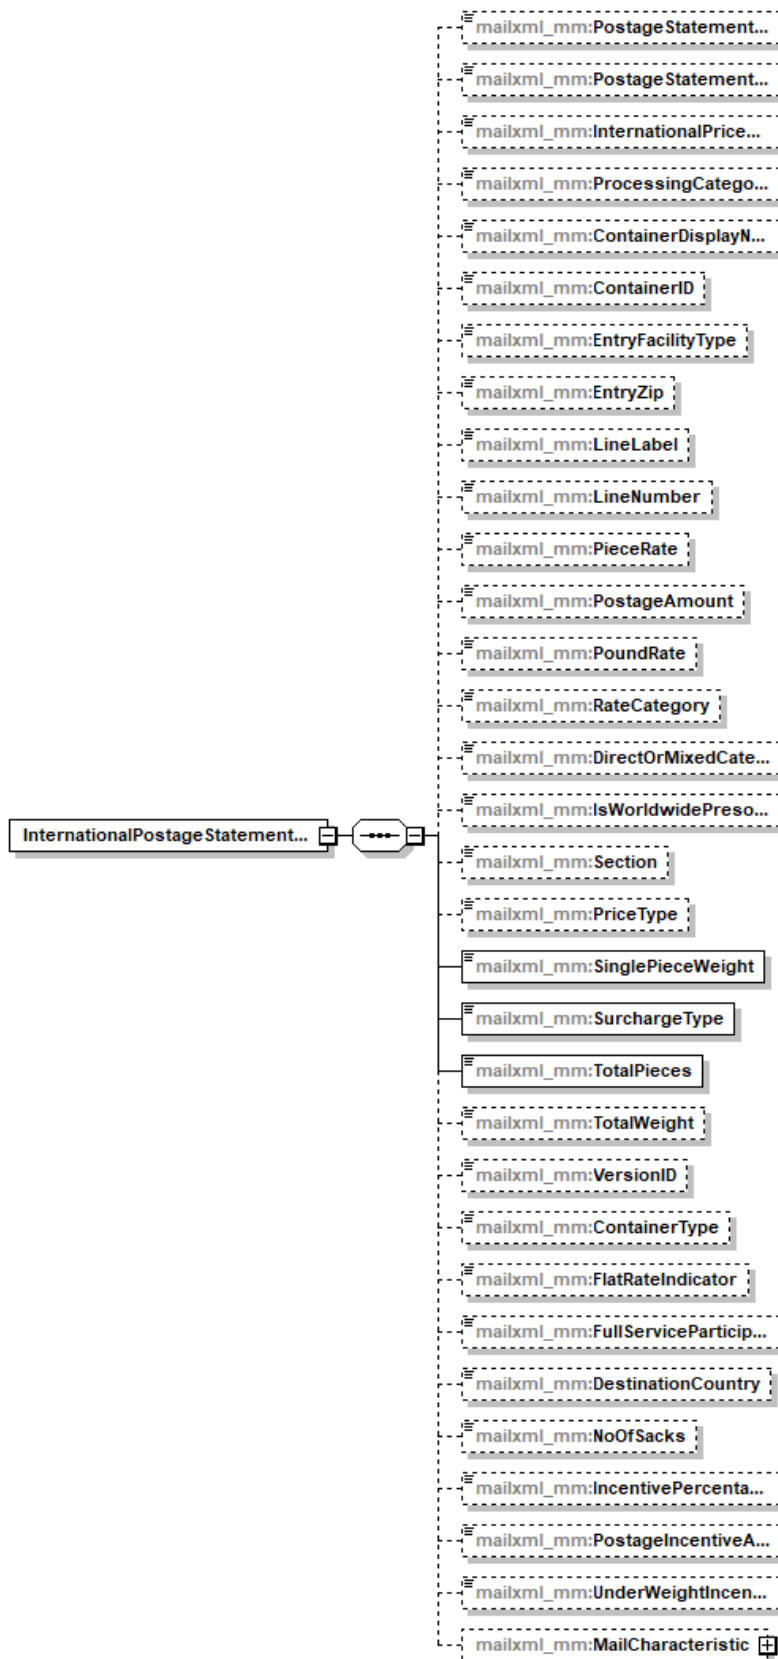 mailxml_mm:PostageStatement...
mailxml_mm:PostageStatement...
mailxml_mm:InternationalPrice...
mailxml_mm:ProcessingCatego...
mailxml_mm:ContainerDisplayN...
mailxml_mm:ContainerID
mailxml_mm:EntryFacilityType
mailxml_mm:EntryZip
mailxml_mm:LineLabel
mailxml_mm:LineNumber
mailxml_mm:PieceRate
mailxml_mm:PostageAmount
mailxml_mm:PoundRate
mailxml_mm:RateCategory
mailxml_mm:DirectOrMixedCate...
mailxml_mm:IsWorldwidePreso...
InternationalPostageStatement...
mailxml_mm:Section
mailxml_mm:PriceType
mailxml_mm:SinglePieceWeight
mailxml_mm:SurchargeType
mailxml_mm:TotalPieces
mailxml_mm:TotalWeight
mailxml_mm:VersionID
mailxml_mm:ContainerType
mailxml_mm:FlatRateIndicator
mailxml_mm:FullServiceParticip...
mailxml_mm:DestinationCountry
mailxml_mm:NoOfSacks
mailxml_mm:IncentivePercenta...
mailxml_mm:PostageIncentiveA...
mailxml_mm:UnderWeightIncen...
mailxml_mm:MailCharacteristic